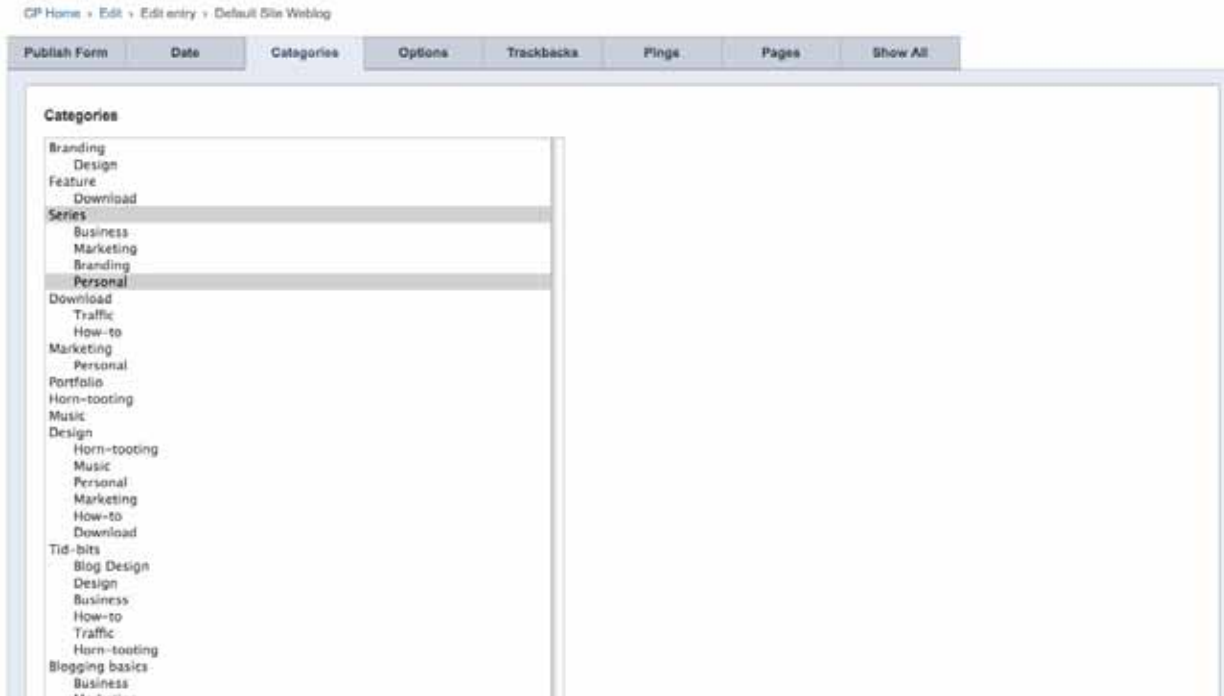 CP Home › Edit › Edit entry › Default Site Weblog
Publish Form Date Categories Options Trackbacks Pings Pages Show All
Categories
Branding
Design
Feature
Download
Series
Business
Marketing
Branding
Personal
Download
Traffic
How-to
Marketing
Personal
Portfolio
Horn-tooting
Music
Design
Horn-tooting
Music
Personal
Marketing
How-to
Download
Tid-bits
Blog Design
Design
Business
How-to
Traffic
Horn-tooting
Blogging basics
Business